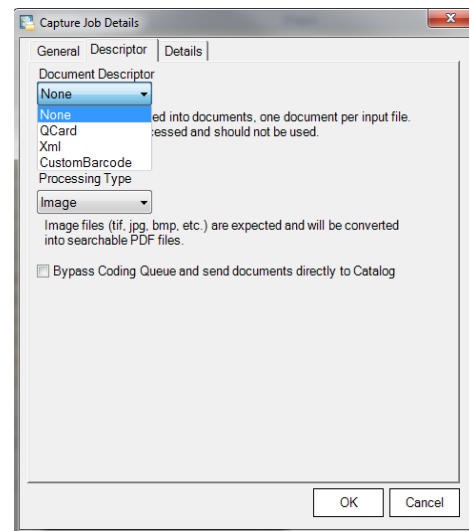 Capture Job Details
General Descriptor Details
Document Descriptor
None
None
QCard
Xml
CustomBarcode
ed into documents, one document per input file.
cessed and should not be used.
Processing Type
Image
Image files (tif, jpg, bmp, etc.) are expected and will be converted
into searchable PDF files.
Bypass Coding Queue and send documents directly to Catalog
OK Cancel